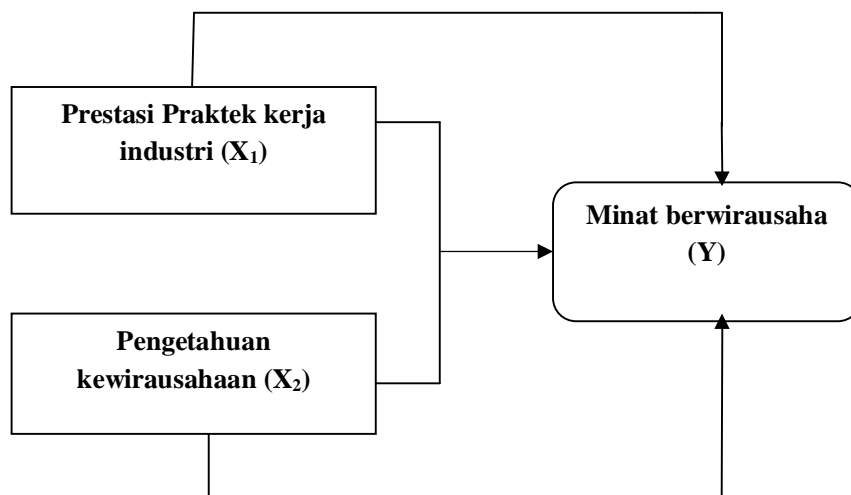 Prestasi Praktek kerja
industri (X₁)
Minat berwirausaha
(Y)
Pengetahuan
kewirausahaan (X₂)